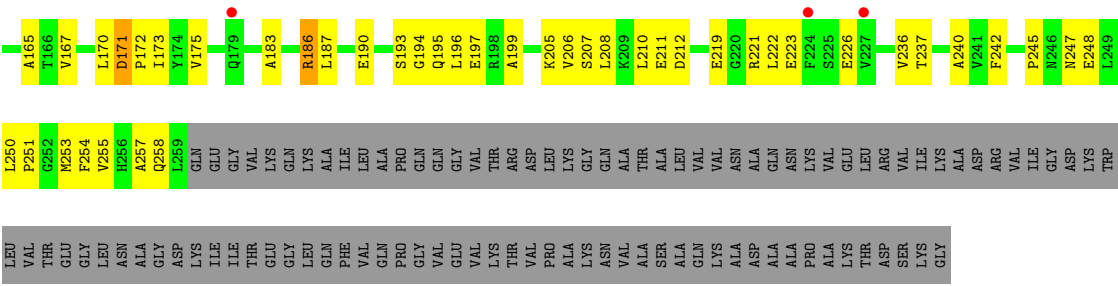 A165 T166 V167 L170 D171 P172 I173 Y174 V175 Q179 A183 R186 L187 E190 S193 G194 Q195 L196 E197 R198 A199 K205 V206 S207 L208 K209 L210 E211 D212 E219 G220 R221 L222 E223 F224 S225 E226 V227 V236 T237 A240 V241 F242 P245 N246 N247 E248 L249
L250 P251 G252 M253 F254 V255 H256 A257 Q258 L259 GLN GLU GLY VAL LYS GLN LYS ALA ILE LEU ALA PRO GLN GLN GLY VAL THR ARG ASP LEU LYS GLY GLN ALA THR ALA LEU VAL VAL ASN ALA GLN ASN LYS VAL GLU LEU ARG VAL ILE LYS ALA ASP ARG VAL ILE GLY ASP LYS TRP
LEU VAL THR GLU GLY LEU ASN ALA GLY ASP LYS ILE ILE THR GLU GLY LEU GLN PHE VAL GLN PRO GLY VAL GLU VAL LYS THR VAL PRO ALA LYS ASN VAL ALA SER ALA GLN LYS ALA ASP ALA ALA PRO ALA LYS THR ASP SER LYS GLY